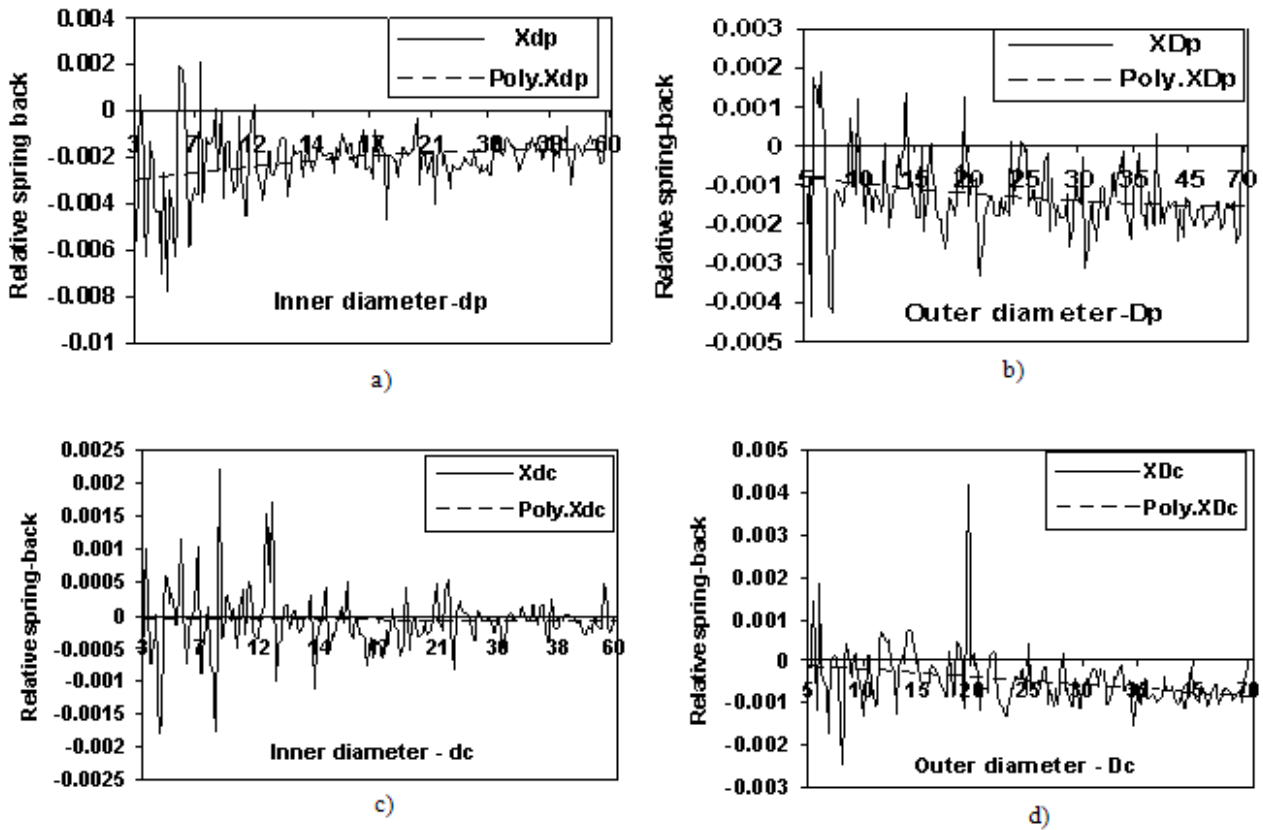 0.004
0.002
0
-0.002
-0.004
-0.006
-0.008
-0.01
Relative spring back
Xdp
Poly.Xdp
3 7 12 14 17 21 38 60
Inner diameter-dp
a)
0.003
0.002
0.001
0
-0.001
-0.002
-0.003
-0.004
-0.005
Relative spring-back
XDp
Poly.XDp
5 10 15 20 25 30 35 45 70
Outer diameter-Dp
b)
0.0025
0.002
0.0015
0.001
0.0005
0
-0.0005
-0.001
-0.0015
-0.002
-0.0025
Relative spring-back
Xdc
Poly.Xdc
3 7 12 14 17 21 38 60
Inner diameter - dc
c)
0.005
0.004
0.003
0.002
0.001
0
-0.001
-0.002
-0.003
Relative spring-back
XDc
Poly.XDc
5 10 15 20 25 30 45 70
Outer diameter - Dc
d)